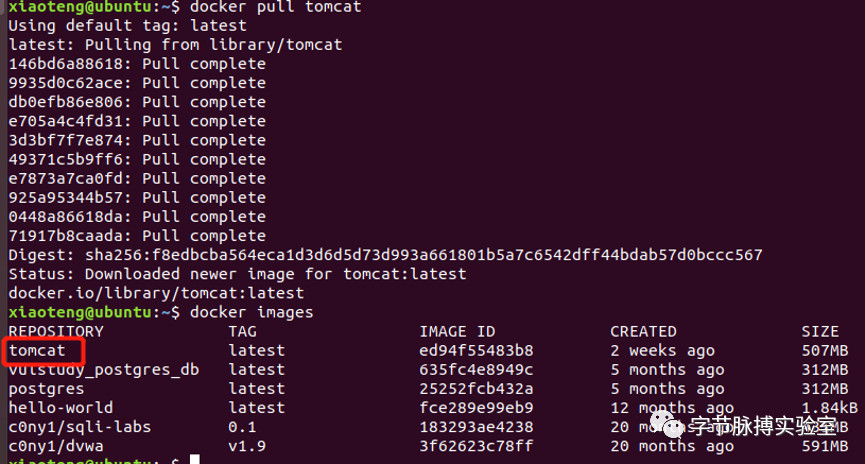 xiaoteng@ubuntu:~$ docker pull tomcat
Using default tag: latest
latest: Pulling from library/tomcat
146bd6a88618: Pull complete
9935d0c62ace: Pull complete
db0efb86e806: Pull complete
e705a4c4fd31: Pull complete
3d3bf7f7e874: Pull complete
49371c5b9ff6: Pull complete
e7873a7ca0fd: Pull complete
925a95344b57: Pull complete
0448a86618da: Pull complete
71917b8caada: Pull complete
Digest: sha256:f8edbcba564eca1d3d6d5d73d993a661801b5a7c6542dff44bdab57d0bccc567
Status: Downloaded newer image for tomcat:latest
docker.io/library/tomcat:latest
xiaoteng@ubuntu:~$ docker images
REPOSITORY TAG IMAGE ID CREATED SIZE
tomcat latest ed94f55483b8 2 weeks ago 507MB
vulstudy_postgres_db latest 635fc4e8949c 5 months ago 312MB
postgres latest 25252fcb432a 5 months ago 312MB
hello-world latest fce289e99eb9 12 months ago 1.84kB
c0ny1/sqli-labs 0.1 183293ae4238 20 months ago
c0ny1/dvwa v1.9 3f62623c78ff 20 months ago 591MB
xiaoteng@ubuntu:~$
字节脉搏实验室